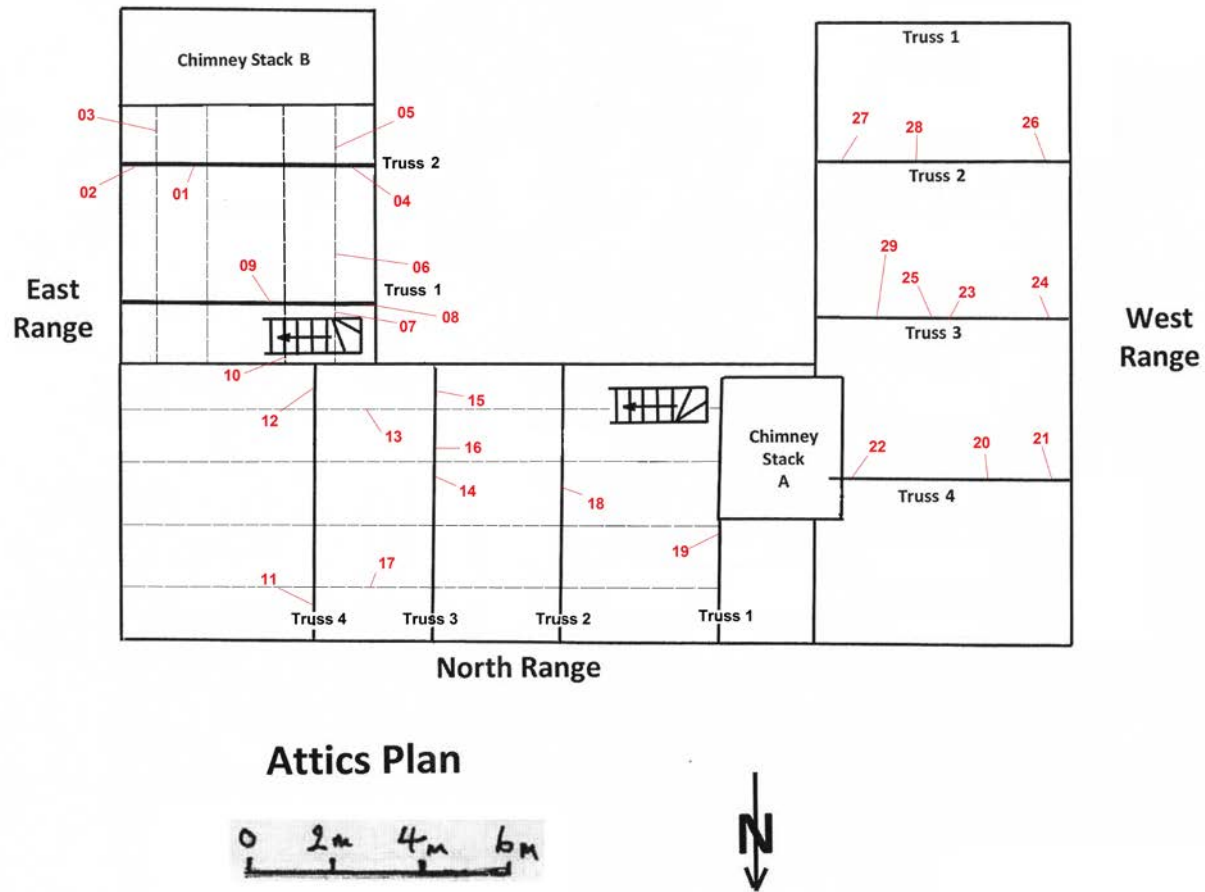 Truss 1
Chimney Stack B
03
05
27
28
26
Truss 2
Truss 2
02
01
04
29
25
23
24
09
06
East
Range
Truss 1
08
07
West
Range
Truss 3
10
12
13
15
16
14
18
Chimney
Stack
A
22
20
21
Truss 4
19
11
17
Truss 4
Truss 3
Truss 2
Truss 1
North Range
Attics Plan
0 2m 4m 6m
N